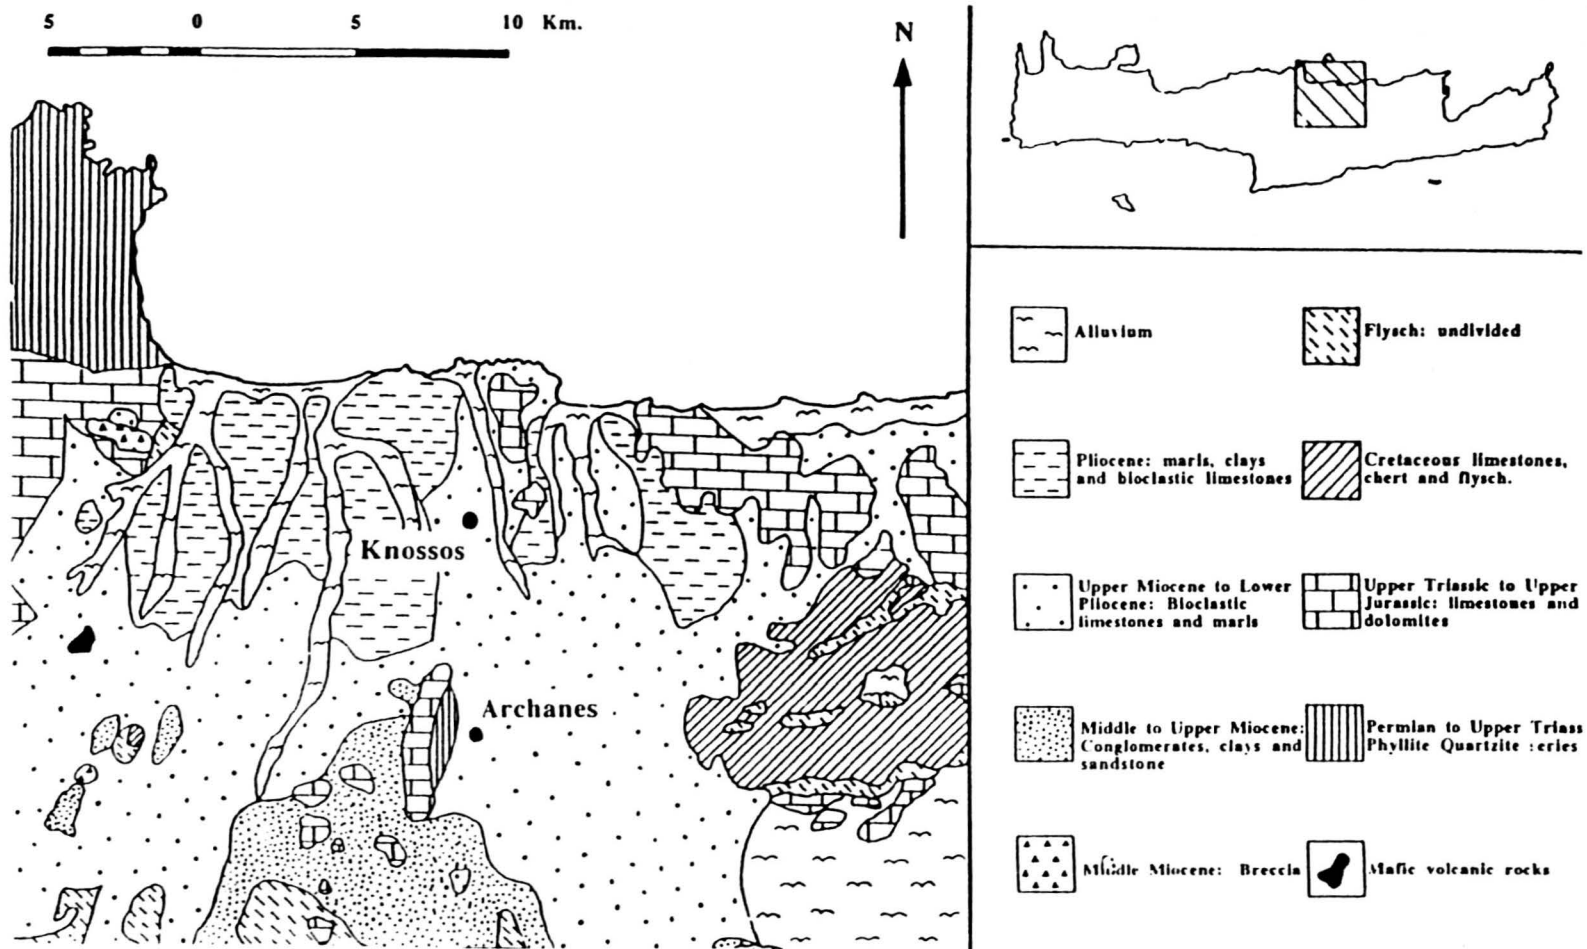 5 0 5 10 Km.
N
Knossos
Archanes
Alluvium
Flysch: undivided
Pliocene: marls, clays
and bioclastic limestones
Cretaceous limestones,
chert and flysch.
Upper Miocene to Lower
Pliocene: Bioclastic
limestones and marls
Upper Triassic to Upper
Jurassic: limestones and
dolomites
Middle to Upper Miocene:
Conglomerates, clays and
sandstone
Permian to Upper Triass
Phyllite Quartzite :eries
Middle Miocene: Breccia
Mafic volcanic rocks